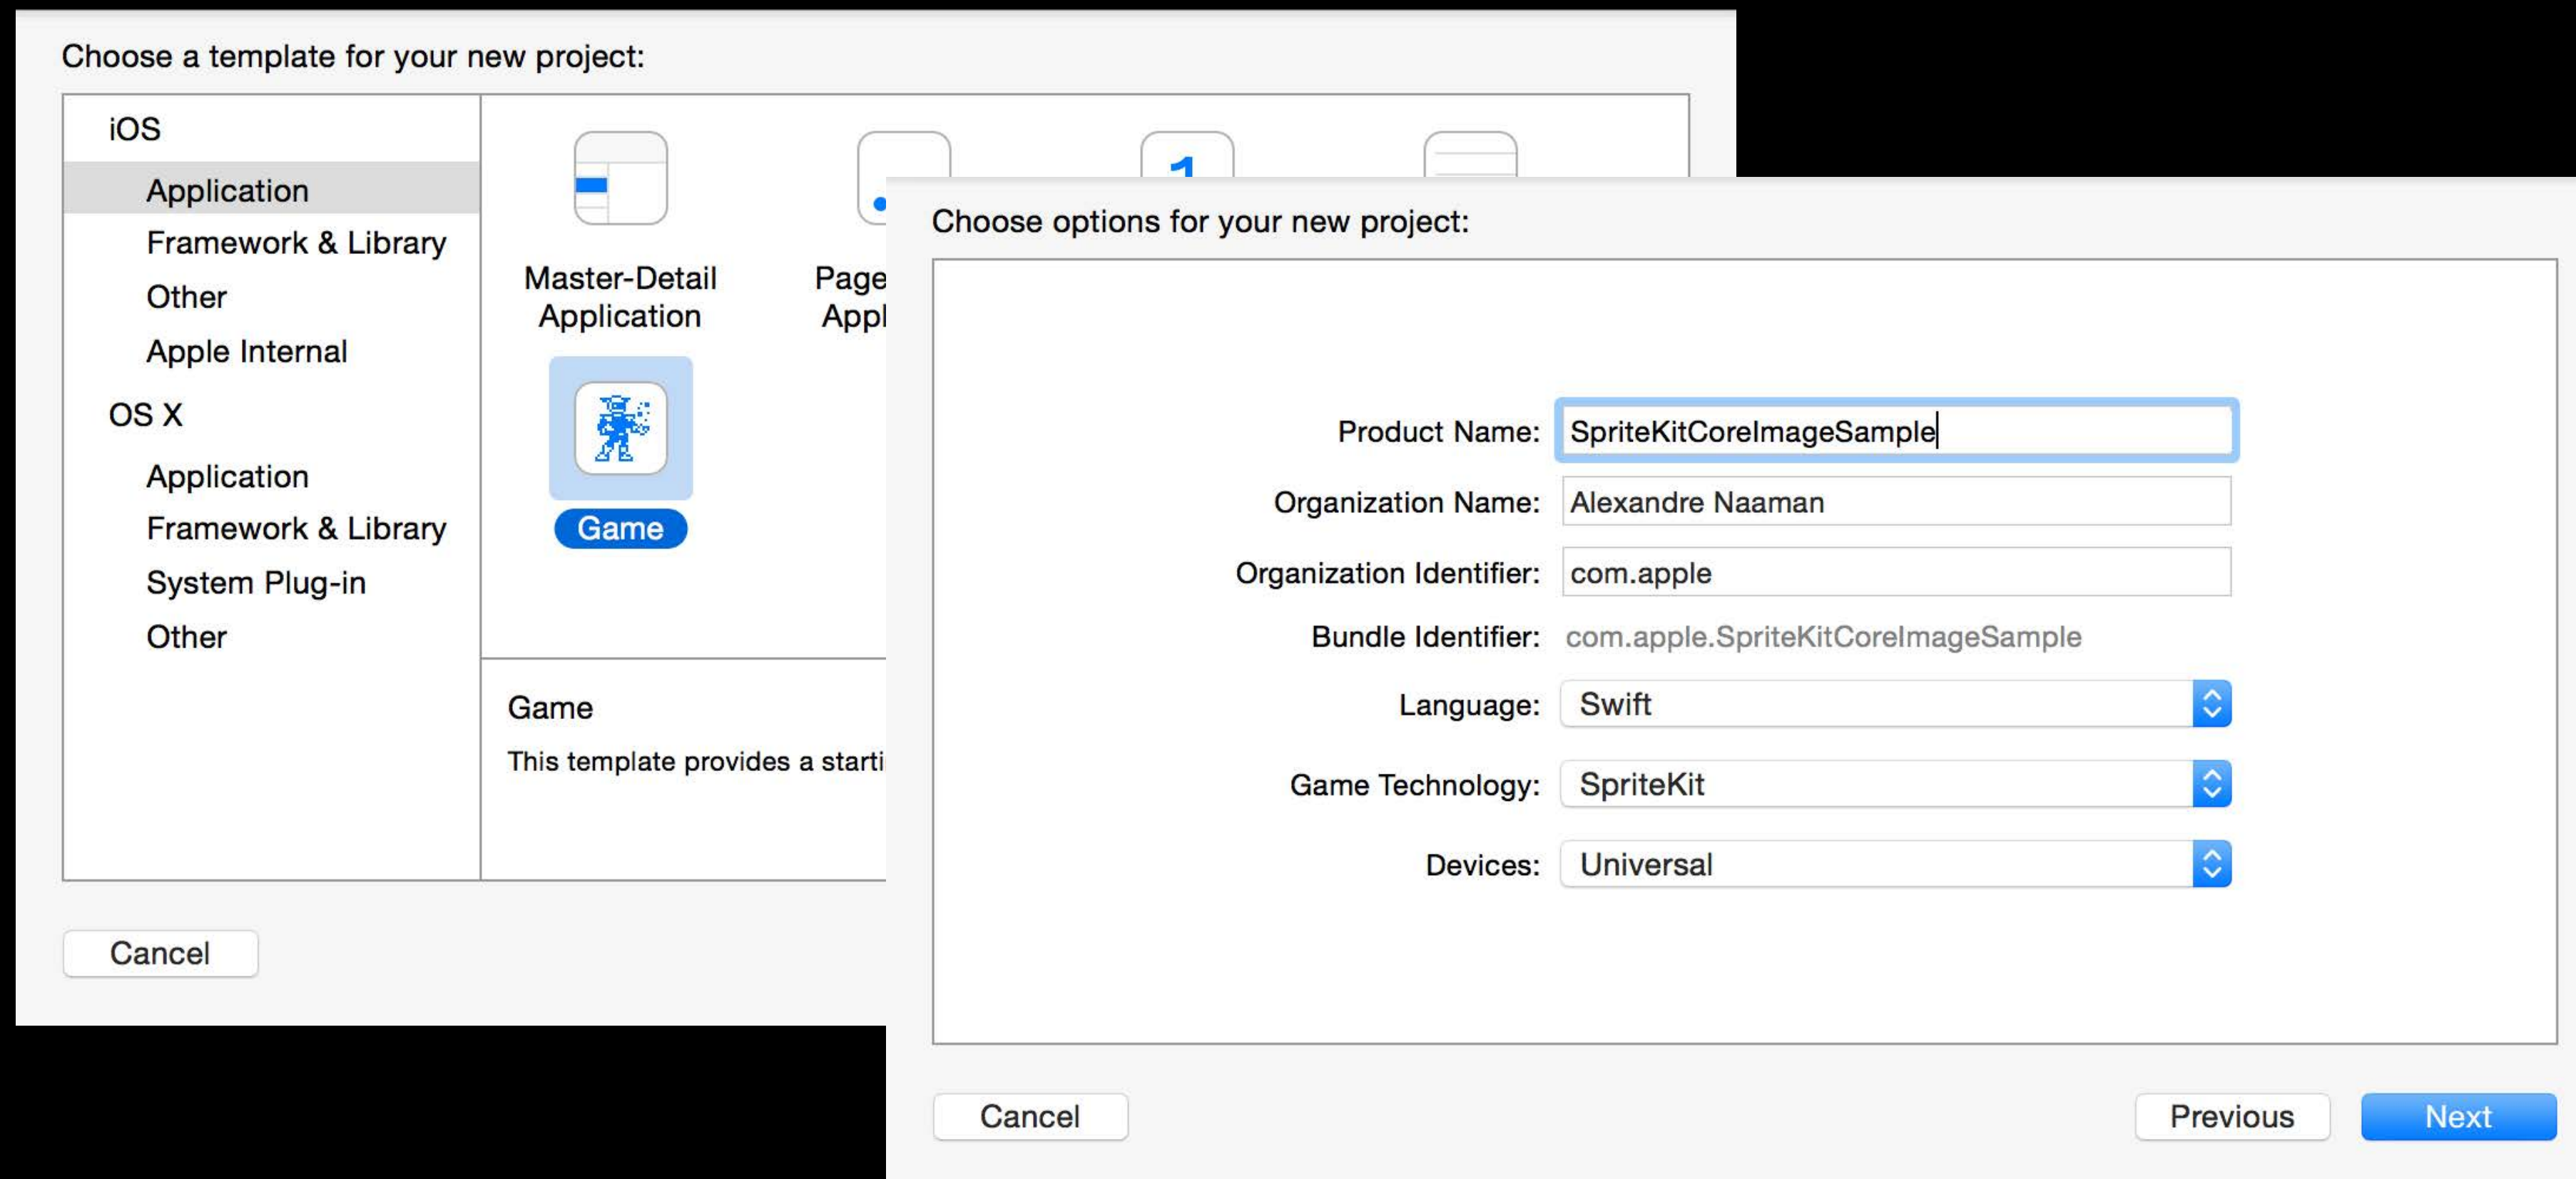 Choose a template for your new project:
iOS
Application
Framework & Library
Other
Apple Internal
OS X
Application
Framework & Library
System Plug-in
Other
1
Master-Detail
Application
Page
Appl
Game
Game
This template provides a starti
Cancel
Choose options for your new project:
Product Name: SpriteKitCoreImageSample
Organization Name: Alexandre Naaman
Organization Identifier: com.apple
Bundle Identifier: com.apple.SpriteKitCoreImageSample
Language: Swift
Game Technology: SpriteKit
Devices: Universal
Cancel
Previous
Next